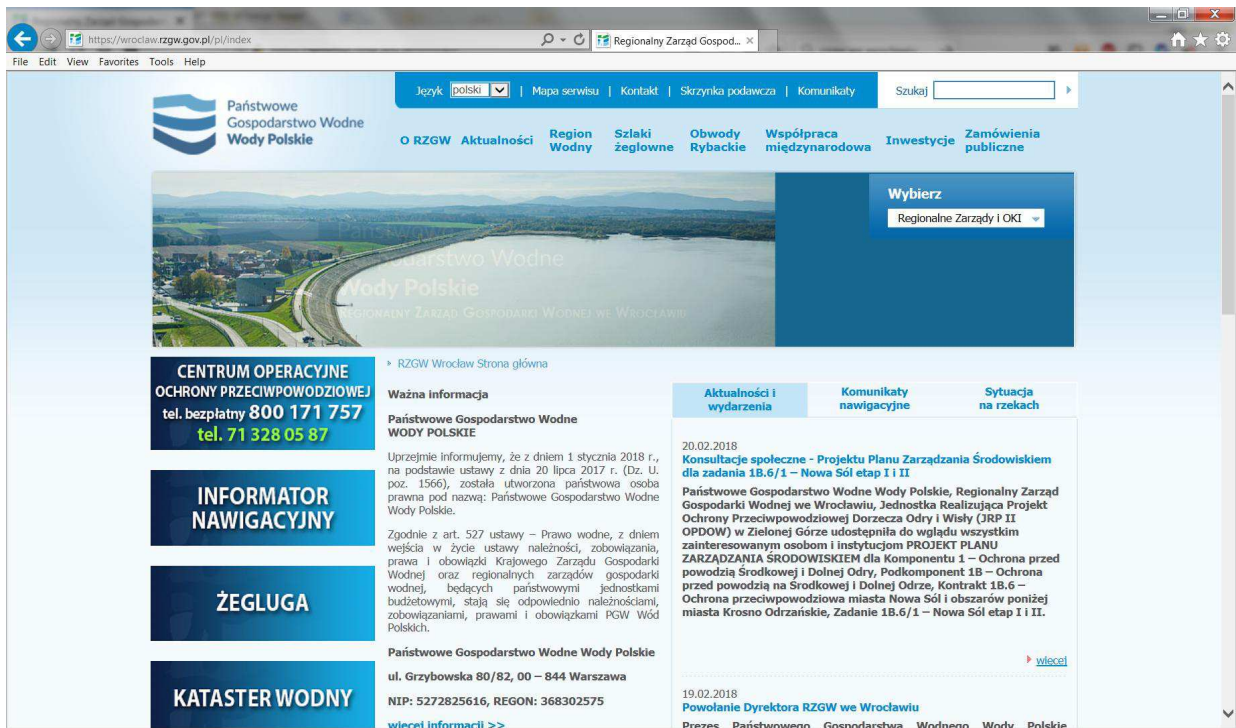 https://wroclaw.rzgw.gov.pl/pl/index
Regionalny Zarząd Gospod...
File Edit View Favorites Tools Help
Państwowe
Gospodarstwo Wodne
Wody Polskie
Język polski | Mapa serwisu | Kontakt | Skrzynka podawcza | Komunikaty
Szukaj
O RZGW Aktualności Region Wodny Szlaki żeglowne Obwody Rybackie Współpraca międzynarodowa Inwestycje Zamówienia publiczne
Wybierz
Regionalne Zarządy i OKI
Gospodarstwo Wodne
Wody Polskie
Regionalny Zarząd Gospodarki Wodnej we Wrocławiu
CENTRUM OPERACYJNE
OCHRONY PRZECIWPOWODZIOWEJ
tel. bezpłatny 800 171 757
tel. 71 328 05 87
INFORMATOR
NAWIGACYJNY
ŻEGLUGA
KATASTER WODNY
RZGW Wrocław Strona główna
Ważna informacja
Państwowe Gospodarstwo Wodne
WODY POLSKIE
Uprzejmie informujemy, że z dniem 1 stycznia 2018 r.,
na podstawie ustawy z dnia 20 lipca 2017 r. (Dz. U.
poz. 1566), została utworzona państwowa osoba
prawna pod nazwą: Państwowe Gospodarstwo Wodne
Wody Polskie.
Zgodnie z art. 527 ustawy – Prawo wodne, z dniem
wejścia w życie ustawy należności, zobowiązania,
prawa i obowiązki Krajowego Zarządu Gospodarki
Wodnej oraz regionalnych zarządów gospodarki
wodnej, będących państwowymi jednostkami
budżetowymi, stają się odpowiednio należnościami,
zobowiązaniami, prawami i obowiązkami PGW Wód
Polskich.
Państwowe Gospodarstwo Wodne Wody Polskie
ul. Grzybowska 80/82, 00 – 844 Warszawa
NIP: 5272825616, REGON: 368302575
więcej informacji >>
Aktualności i wydarzenia
Komunikaty nawigacyjne
Sytuacja na rzekach
20.02.2018
Konsultacje społeczne - Projektu Planu Zarządzania Środowiskiem
dla zadania 1B.6/1 – Nowa Sól etap I i II
Państwowe Gospodarstwo Wodne Wody Polskie, Regionalny Zarząd
Gospodarki Wodnej we Wrocławiu, Jednostka Realizująca Projekt
Ochrony Przeciwpowodziowej Dorzecza Odry i Wisły (JRP II
OPDOW) w Zielonej Górze udostępniła do wglądu wszystkim
zainteresowanym osobom i instytucjom PROJEKT PLANU
ZARZĄDZANIA ŚRODOWISKIEM dla Komponentu 1 – Ochrona przed
powodzią Środkowej i Dolnej Odry, Podkomponent 1B – Ochrona
przed powodzią na Środkowej i Dolnej Odrze, Kontrakt 1B.6 –
Ochrona przeciwpowodziowa miasta Nowa Sól i obszarów poniżej
miasta Krosno Odrzańskie, Zadanie 1B.6/1 – Nowa Sól etap I i II.
więcej
19.02.2018
Powołanie Dyrektora RZGW we Wrocławiu
Prezes Państwowego Gospodarstwa Wodnego Wody Polskie